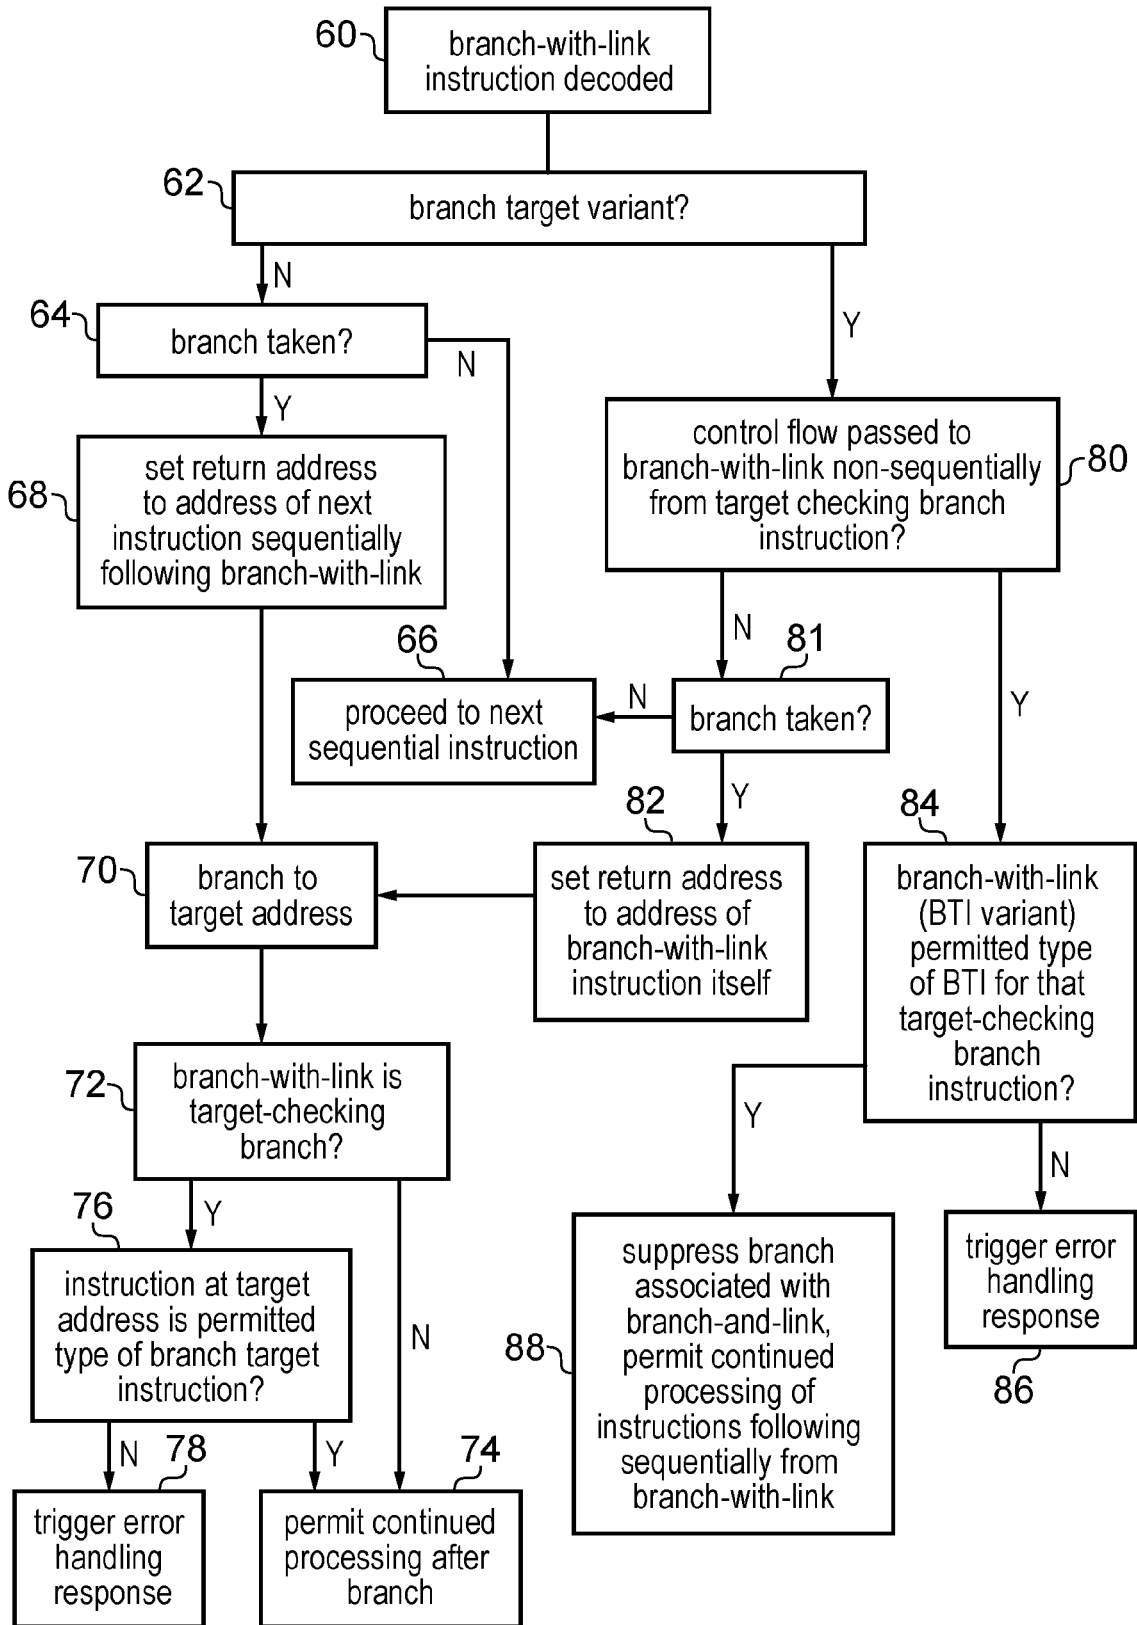 60
branch-with-link
instruction decoded
62
branch target variant?
N
Y
64
branch taken?
N
Y
68
set return address
to address of next
instruction sequentially
following branch-with-link
control flow passed to
branch-with-link non-sequentially
from target checking branch
instruction?
80
N
Y
66
proceed to next
sequential instruction
N
81
branch taken?
Y
70
branch to
target address
82
set return address
to address of
branch-with-link
instruction itself
84
branch-with-link
(BTI variant)
permitted type
of BTI for that
target-checking
branch
instruction?
Y
N
72
branch-with-link is
target-checking
branch?
Y
N
76
instruction at target
address is permitted
type of branch target
instruction?
N
Y
78
trigger error
handling
response
74
permit continued
processing after
branch
88
suppress branch
associated with
branch-and-link,
permit continued
processing of
instructions following
sequentially from
branch-with-link
trigger error
handling
response
86